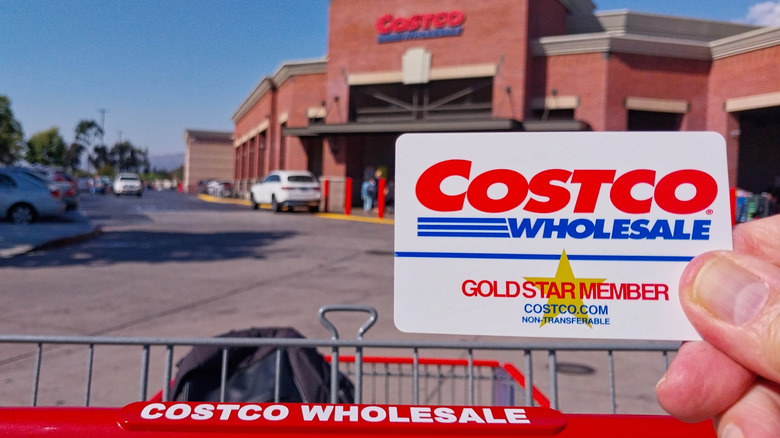 COSTCO
WHOLESALE
COSTCO®
WHOLESALE
GOLD STAR MEMBER
COSTCO.COM
NON-TRANSFERABLE
COSTCO WHOLESALE